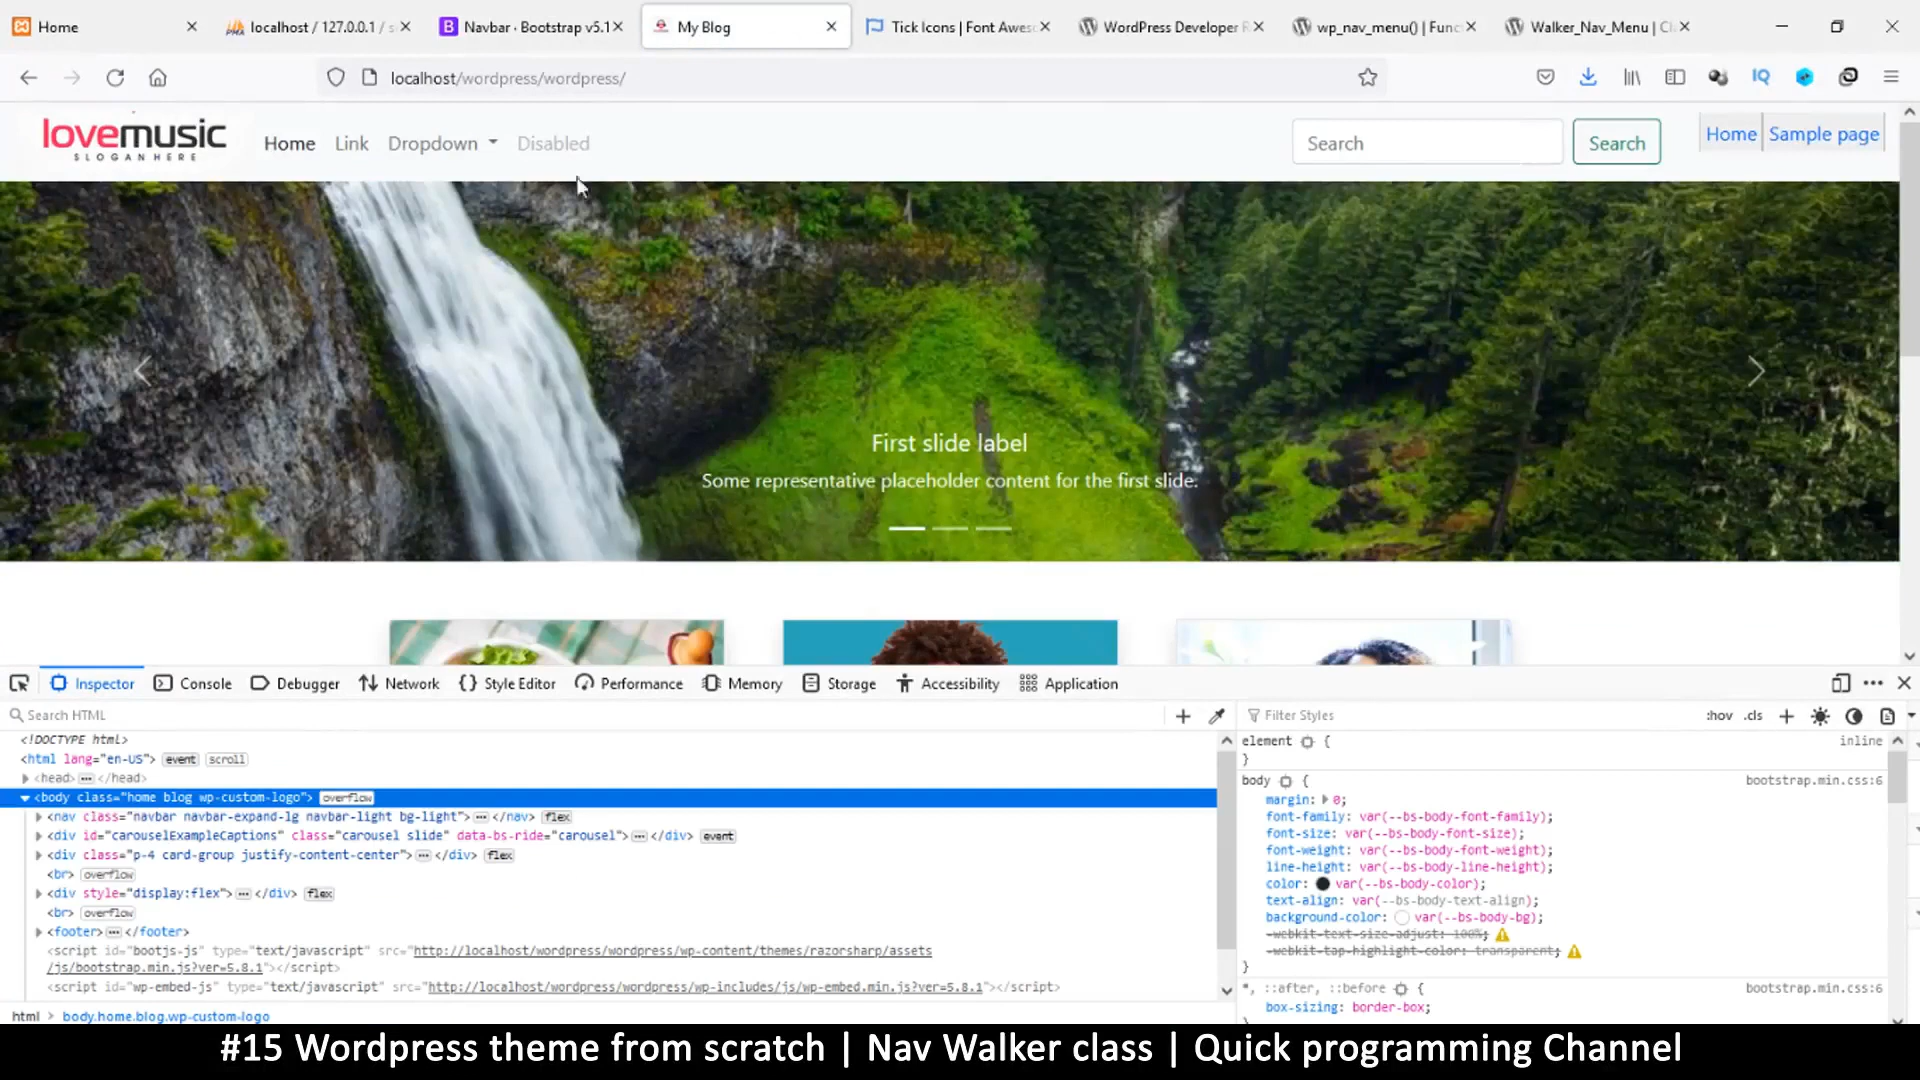 Home
localhost / 127.0.0.1 / s
Navbar · Bootstrap v5.1
My Blog
Tick Icons | Font Awes
WordPress Developer R
wp_nav_menu() | Func
Walker_Nav_Menu | Cl
localhost/wordpress/wordpress/
lovemusic
SLOGAN HERE
Home
Link
Dropdown
Disabled
Search
Search
Home
Sample page
First slide label
Some representative placeholder content for the first slide.
Inspector
Console
Debugger
Network
Style Editor
Performance
Memory
Storage
Accessibility
Application
Search HTML
Filter Styles
:hov .cls
<!DOCTYPE html>
<html lang="en-US"> event scroll
<head> ••• </head>
<body class="home blog wp-custom-logo"> overflow
<nav class="navbar navbar-expand-lg navbar-light bg-light"> ••• </nav> flex
<div id="carouselExampleCaptions" class="carousel slide" data-bs-ride="carousel"> ••• </div> event
<div class="p-4 card-group justify-content-center"> ••• </div> flex
<br> overflow
<div style="display:flex"> ••• </div> flex
<br> overflow
<footer> ••• </footer>
<script id="bootjs-js" type="text/javascript" src="http://localhost/wordpress/wordpress/wp-content/themes/razorsharp/assets
/js/bootstrap.min.js?ver=5.8.1"></script>
<script id="wp-embed-js" type="text/javascript" src="http://localhost/wordpress/wordpress/wp-includes/js/wp-embed.min.js?ver=5.8.1"></script>
html > body.home.blog.wp-custom-logo
element { inline
}
body { bootstrap.min.css:6
margin: 0;
font-family: var(--bs-body-font-family);
font-size: var(--bs-body-font-size);
font-weight: var(--bs-body-font-weight);
line-height: var(--bs-body-line-height);
color: var(--bs-body-color);
text-align: var(--bs-body-text-align);
background-color: var(--bs-body-bg);
-webkit-text-size-adjust: 100%;
-webkit-tap-highlight-color: transparent;
}
*, ::after, ::before { bootstrap.min.css:6
box-sizing: border-box;
#15 Wordpress theme from scratch | Nav Walker class | Quick programming Channel